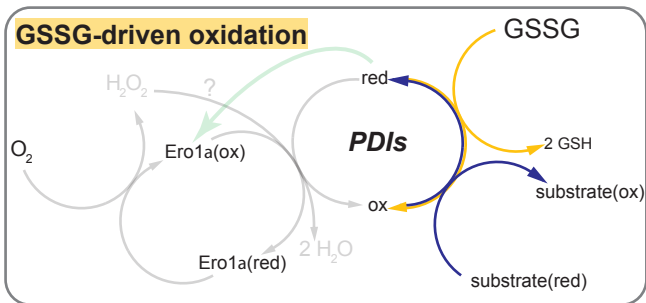 GSSG-driven oxidation
GSSG
H₂O₂
?
red
O₂
Ero1a(ox)
PDIs
2 GSH
substrate(ox)
ox
2 H₂O
Ero1a(red)
substrate(red)